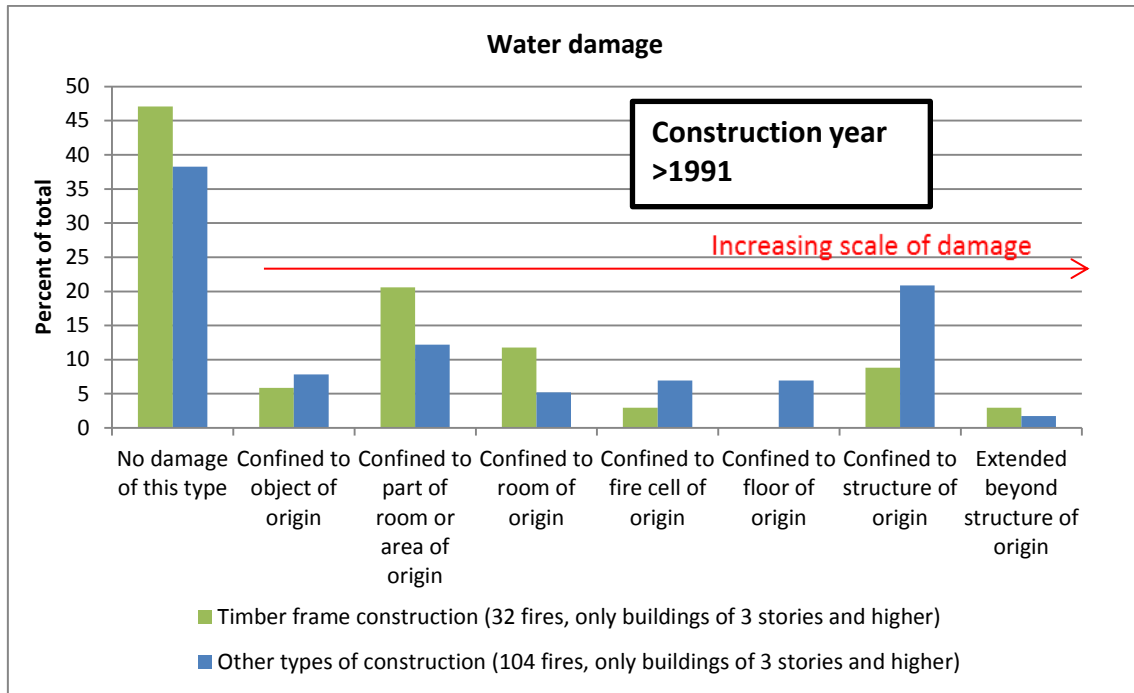 Water damage
50
45
40
35
30
25
20
15
10
5
0
Percent of total
Construction year
>1991
Increasing scale of damage
No damage
of this type
Confined to
object of
origin
Confined to
part of
room or
area of
origin
Confined to
room of
origin
Confined to
fire cell of
origin
Confined to
floor of
origin
Confined to
structure of
origin
Extended
beyond
structure of
origin
Timber frame construction (32 fires, only buildings of 3 stories and higher)
Other types of construction (104 fires, only buildings of 3 stories and higher)